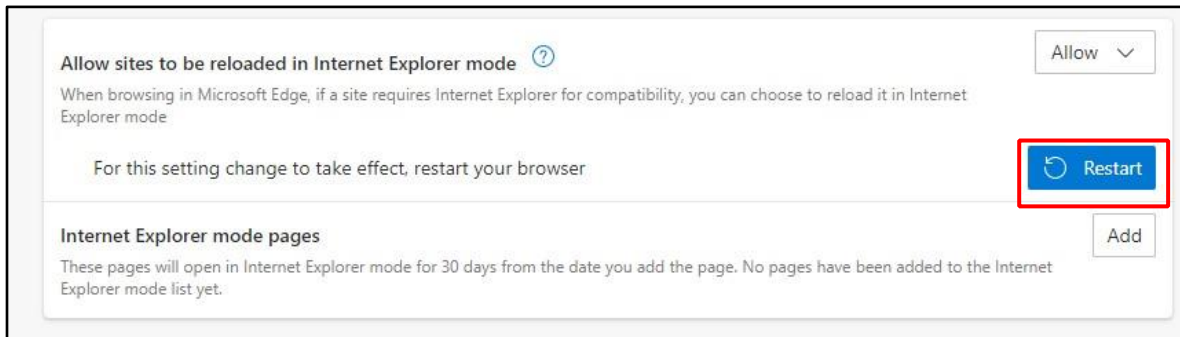 Allow sites to be reloaded in Internet Explorer mode
Allow
When browsing in Microsoft Edge, if a site requires Internet Explorer for compatibility, you can choose to reload it in Internet
Explorer mode
For this setting change to take effect, restart your browser
Restart
Internet Explorer mode pages
Add
These pages will open in Internet Explorer mode for 30 days from the date you add the page. No pages have been added to the Internet
Explorer mode list yet.